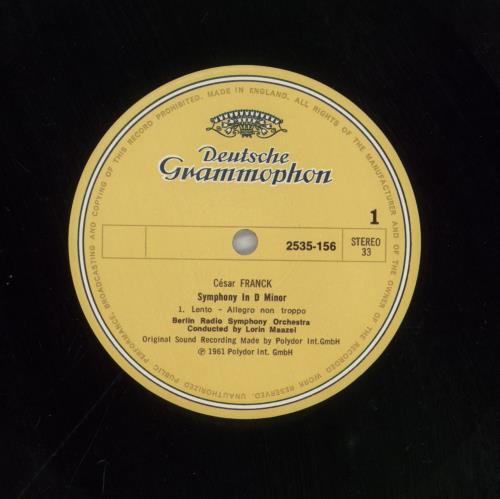 MADE IN ENGLAND. ALL RIGHTS OF THE MANUFACTURER AND OF THE OWNER OF THE RECORDED WORK RESERVED. UNAUTHORIZED PUBLIC PERFORMANCE, BROADCASTING AND COPYING OF THIS RECORD PROHIBITED.
Deutsche
Grammophon
1
2535-156
STEREO
33
César FRANCK
Symphony In D Minor
1. Lento - Allegro non troppo
Berlin Radio Symphony Orchestra
Conducted by Lorin Maazel
Original Sound Recording Made by Polydor Int.GmbH
℗ 1961 Polydor Int. GmbH